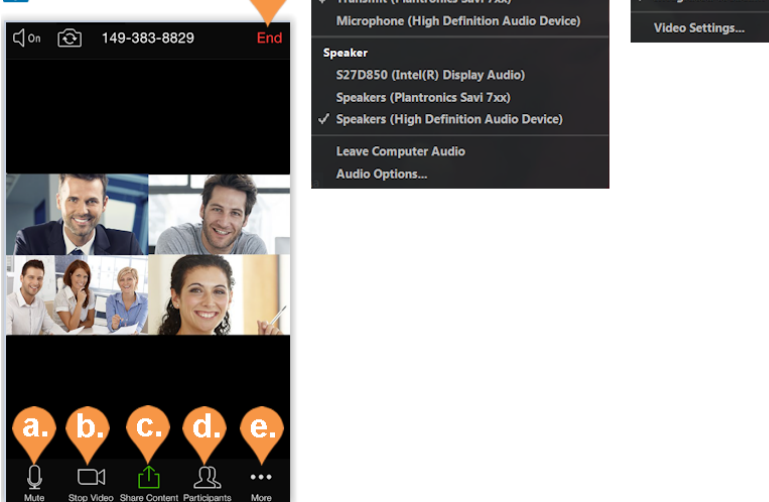 On 149-383-8829 End
a. b. c. d. e.
Mute Stop Video Share Content Participants More
Microphone (High Definition Audio Device)
Speaker
S27D850 (Intel(R) Display Audio)
Speakers (Plantronics Savi 7xx)
✓ Speakers (High Definition Audio Device)
Leave Computer Audio
Audio Options...
Video Settings...